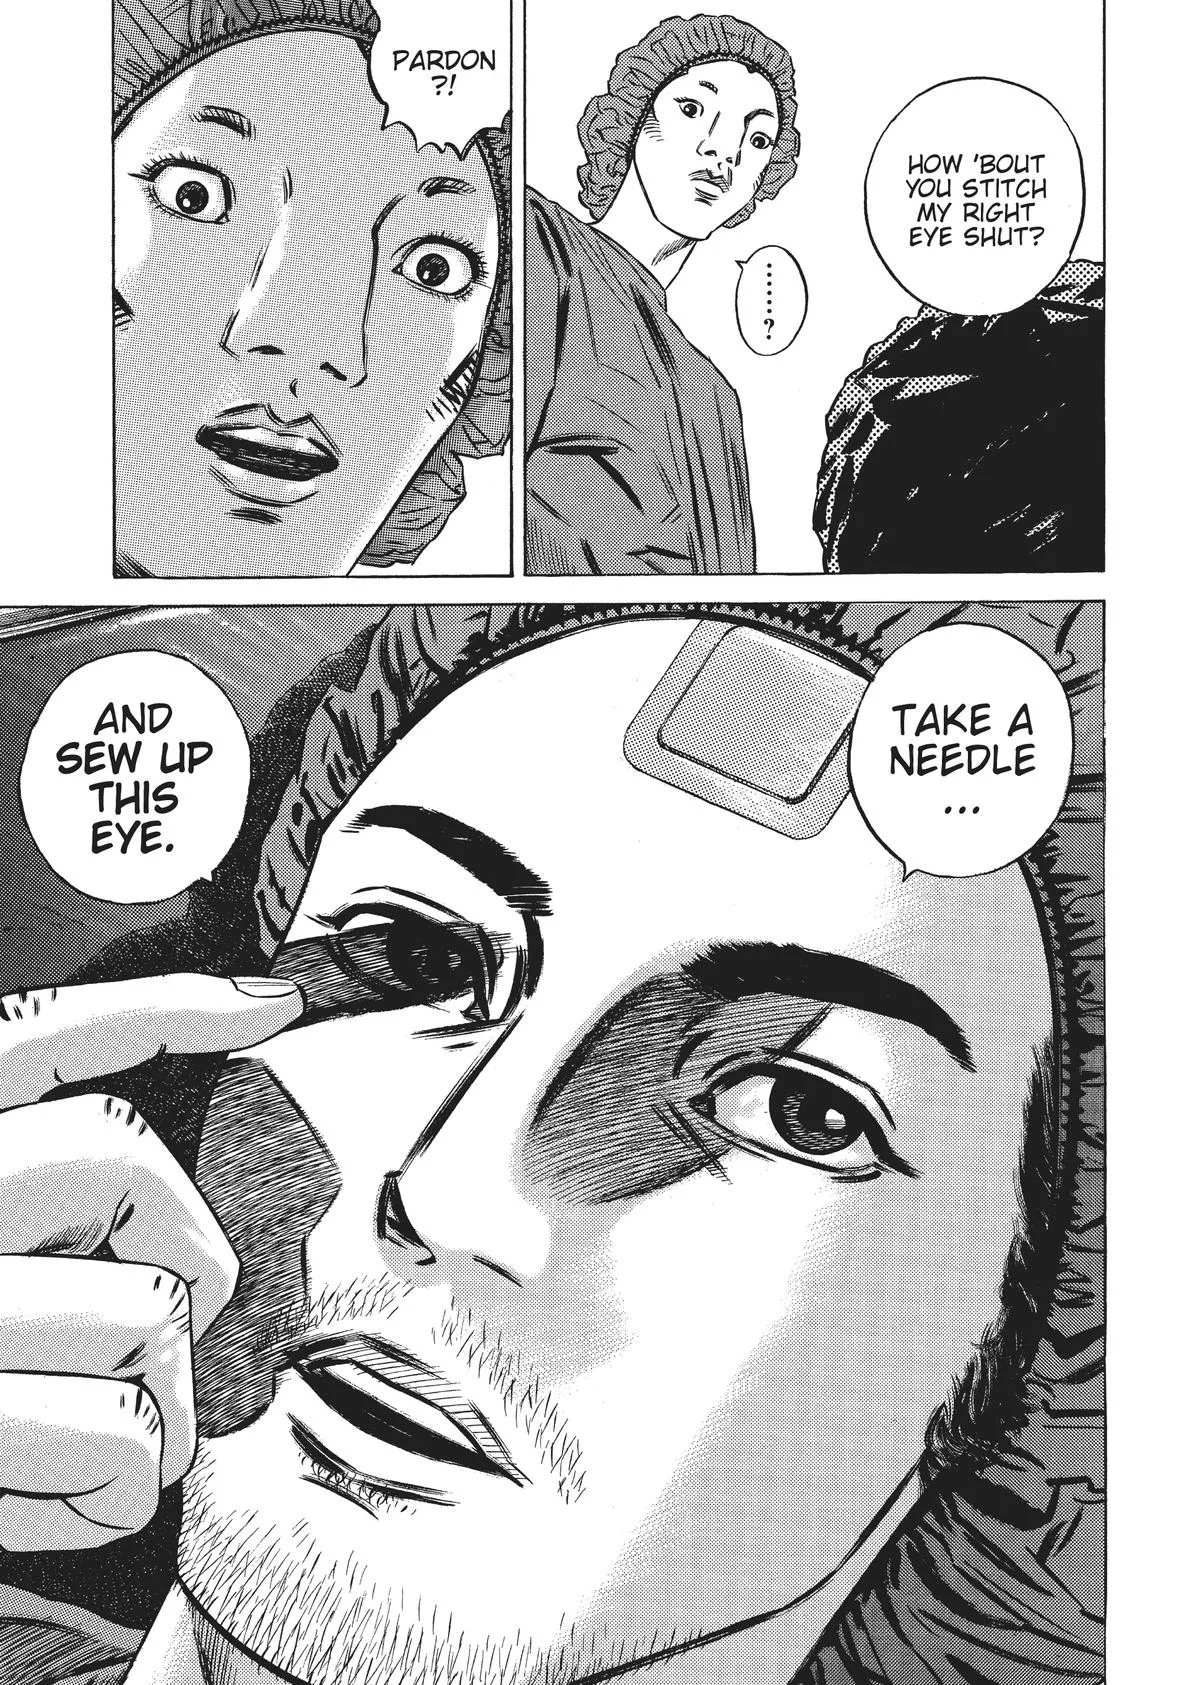 HOW 'BOUT
YOU STITCH
MY RIGHT
EYE SHUT?
......?
PARDON
?!
TAKE A
NEEDLE
...
AND
SEW UP
THIS
EYE.